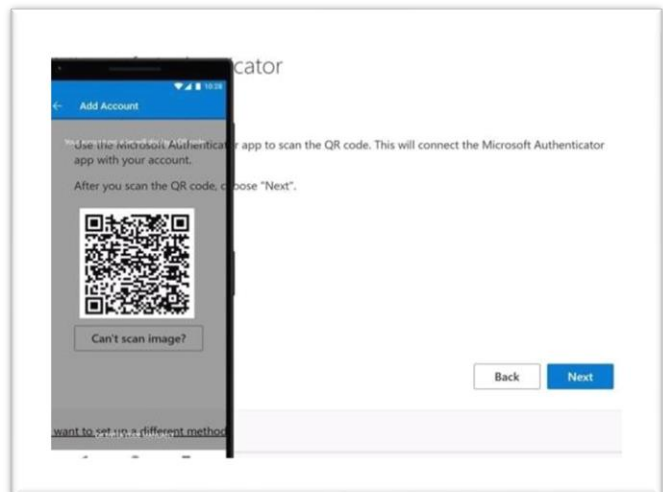 cator
10:28
Add Account
Use the Microsoft Authenticator app to scan the QR code. This will connect the Microsoft Authenticator
app with your account.
After you scan the QR code, choose "Next".
Can't scan image?
Back
Next
want to set up a different method